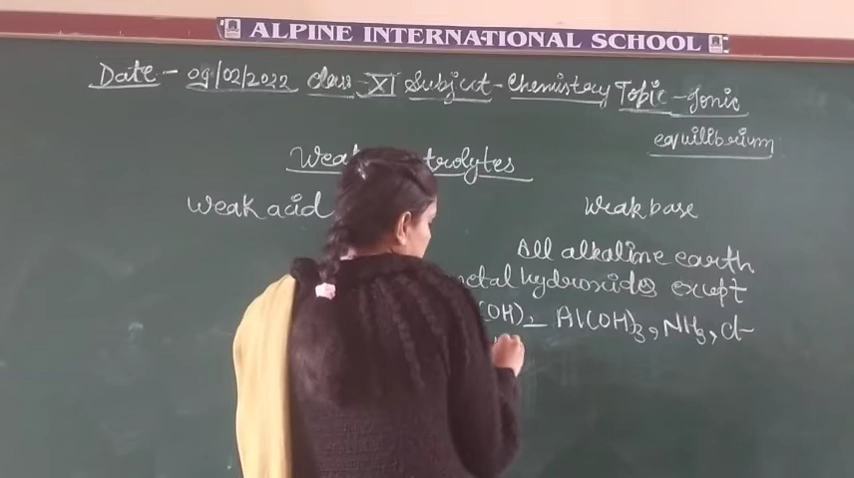 ALPINE INTERNATIONAL SCHOOL
Date - 09/02/2022 class - XI Subject - Chemistry Topic - Ionic
equilibrium
Weak trolytes
Weak acid
Weak base
All alkaline earth
metal hydroxides except
(OH)2 - Al(OH)3, NH3, d-